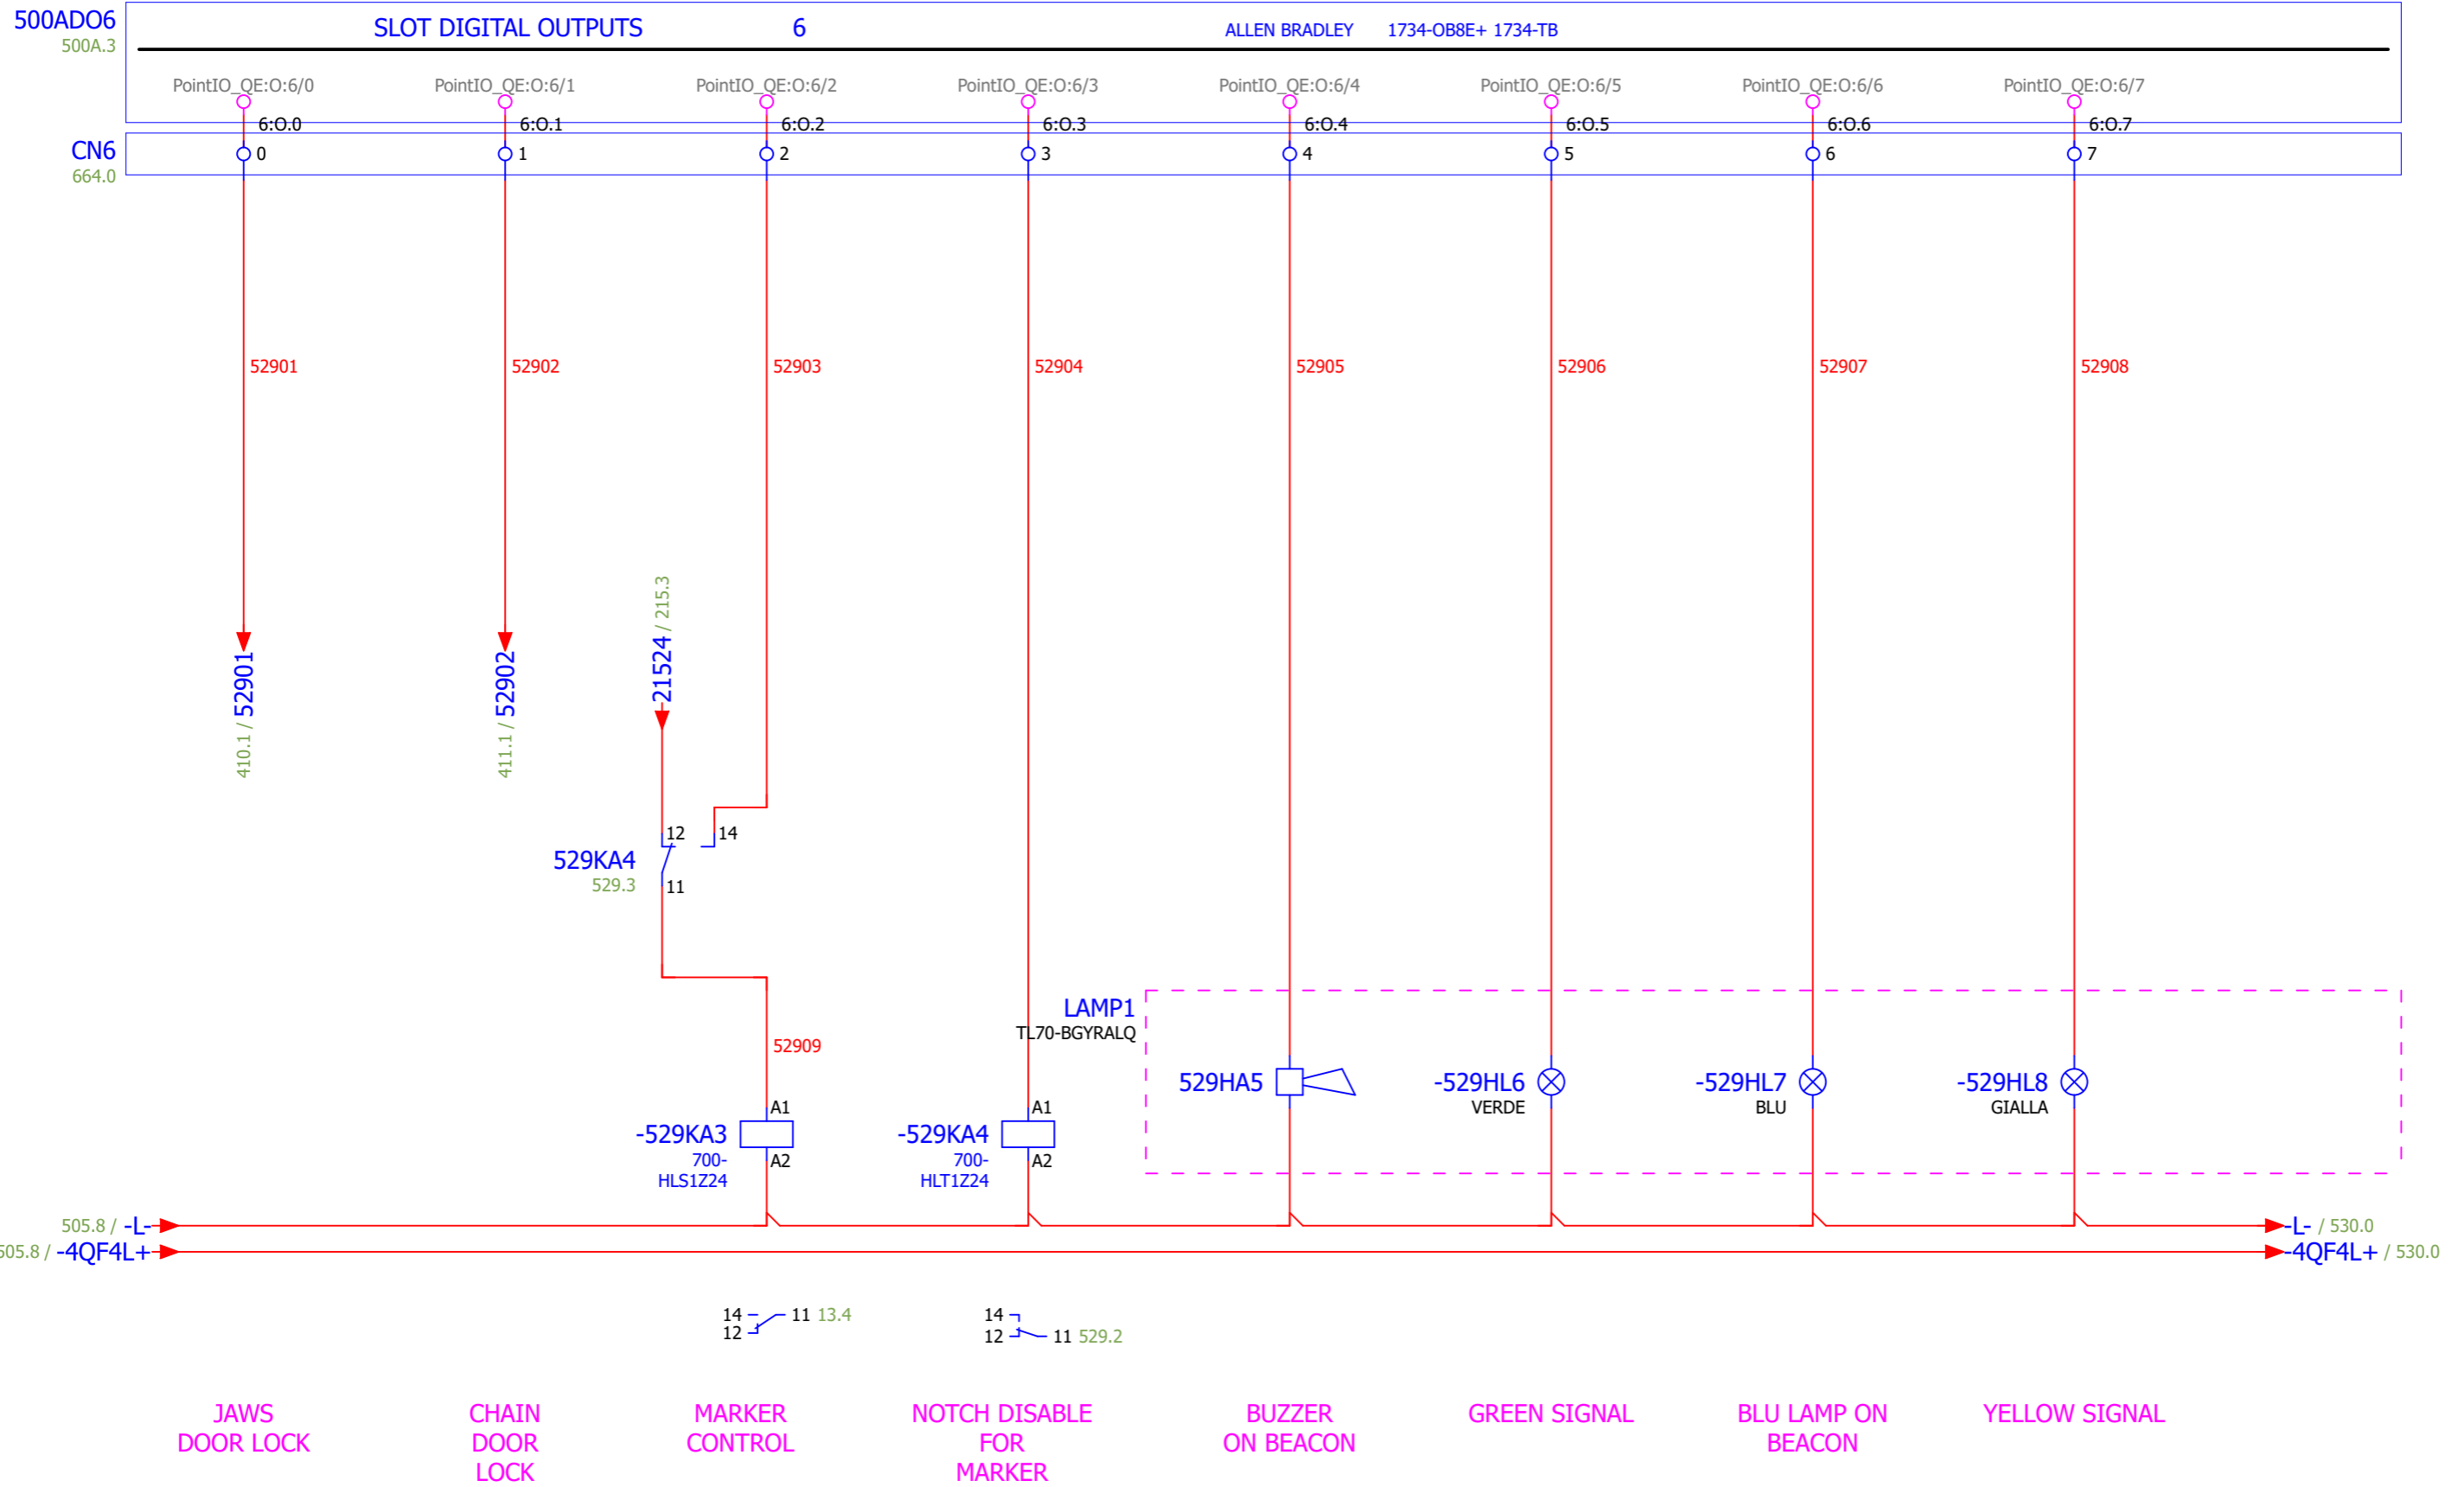 500ADO6
500A.3
SLOT DIGITAL OUTPUTS 6
ALLEN BRADLEY 1734-OB8E+ 1734-TB
PointIO_QE:O:6/0 PointIO_QE:O:6/1 PointIO_QE:O:6/2 PointIO_QE:O:6/3 PointIO_QE:O:6/4 PointIO_QE:O:6/5 PointIO_QE:O:6/6 PointIO_QE:O:6/7
6:O.0 6:O.1 6:O.2 6:O.3 6:O.4 6:O.5 6:O.6 6:O.7
CN6
664.0
0 1 2 3 4 5 6 7
52901 52902 52903 52904 52905 52906 52907 52908
410.1 / 52901
411.1 / 52902
21524 / 215.3
12 14
529KA4
529.3
11
52909
LAMP1
TL70-BGYRALQ
A1
-529KA3
700-
HLS1Z24
A2
A1
-529KA4
700-
HLT1Z24
A2
529HA5
-529HL6
VERDE
-529HL7
BLU
-529HL8
GIALLA
505.8 / -L-
-L- / 530.0
505.8 / -4QF4L+
-4QF4L+ / 530.0
14 11 13.4
12
14
12 11 529.2
JAWS
DOOR LOCK
CHAIN
DOOR
LOCK
MARKER
CONTROL
NOTCH DISABLE
FOR
MARKER
BUZZER
ON BEACON
GREEN SIGNAL
BLU LAMP ON
BEACON
YELLOW SIGNAL